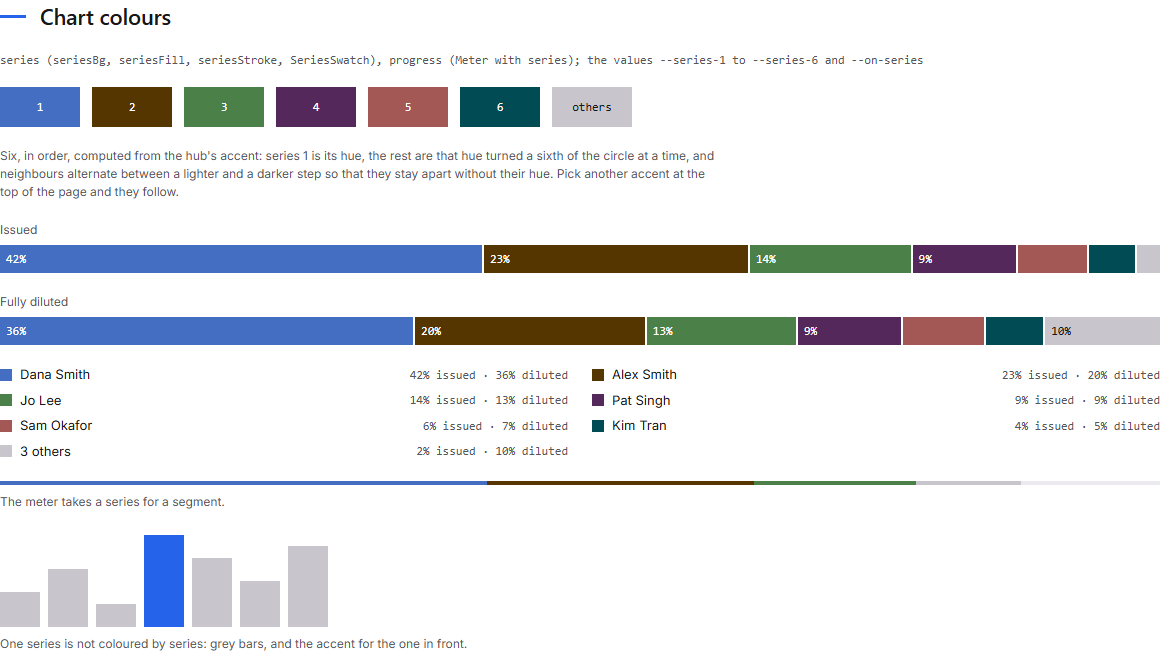 Chart colours
series (seriesBg, seriesFill, seriesStroke, SeriesSwatch), progress (Meter with series); the values --series-1 to --series-6 and --on-series
1 2 3 4 5 6 others
Six, in order, computed from the hub's accent: series 1 is its hue, the rest are that hue turned a sixth of the circle at a time, and
neighbours alternate between a lighter and a darker step so that they stay apart without their hue. Pick another accent at the
top of the page and they follow.
Issued
42% 23% 14% 9%
Fully diluted
36% 20% 13% 9% 10%
Dana Smith 42% issued · 36% diluted Alex Smith 23% issued · 20% diluted
Jo Lee 14% issued · 13% diluted Pat Singh 9% issued · 9% diluted
Sam Okafor 6% issued · 7% diluted Kim Tran 4% issued · 5% diluted
3 others 2% issued · 10% diluted
The meter takes a series for a segment.
One series is not coloured by series: grey bars, and the accent for the one in front.